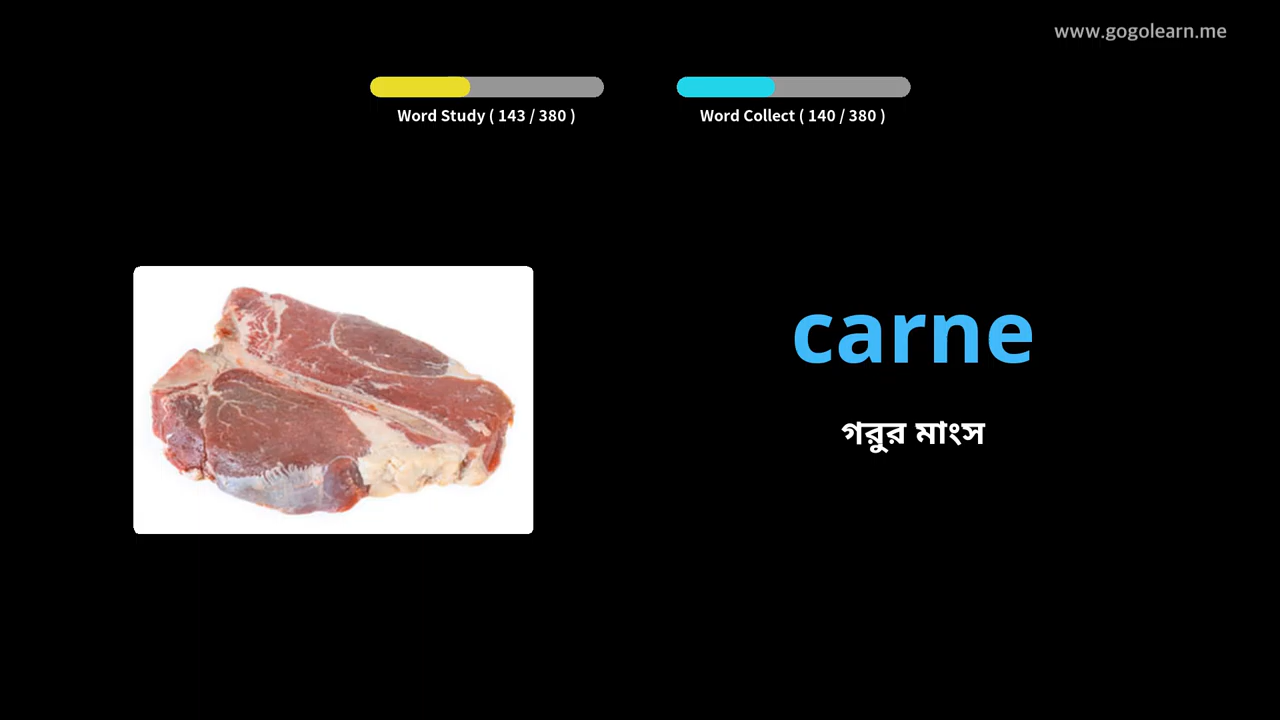 www.gogolearn.me
Word Study ( 143 / 380 )
Word Collect ( 140 / 380 )
carne
গরুর মাংস